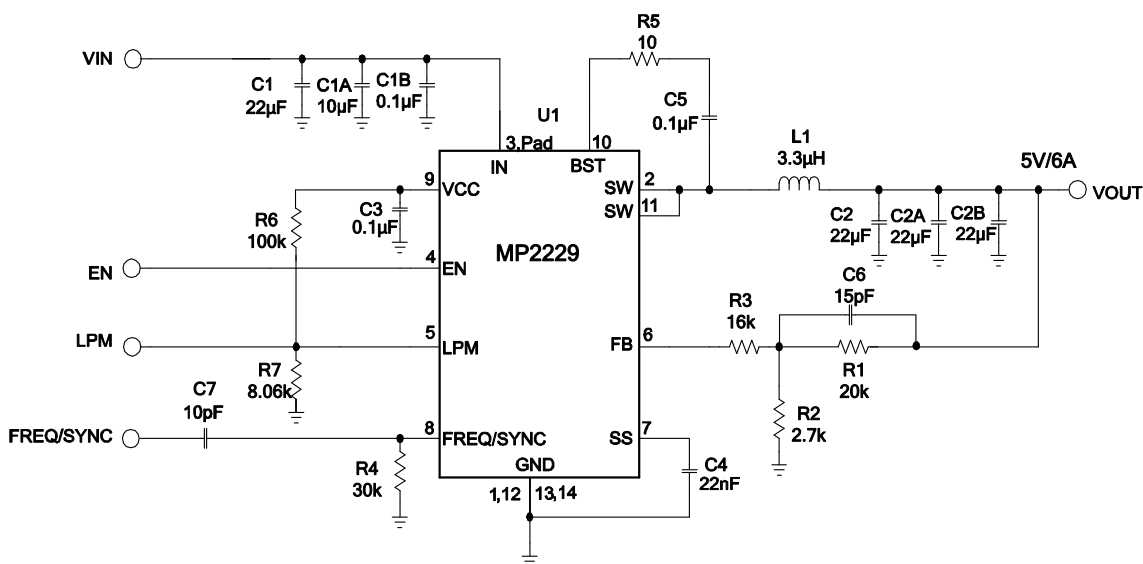 R5
10
VIN
C1
22µF
C1A
10µF
C1B
0.1µF
U1
C5
0.1µF
3,Pad
10
IN
BST
L1
3.3µH
5V/6A
VOUT
9
VCC
SW
2
SW
11
R6
100k
C3
0.1µF
C2
22µF
C2A
22µF
C2B
22µF
MP2229
EN
4
EN
C6
15pF
R3
16k
LPM
5
LPM
FB
6
R7
8.06k
R1
20k
C7
10pF
R2
2.7k
FREQ/SYNC
8
FREQ/SYNC
SS
7
R4
30k
GND
C4
22nF
1,12
13,14